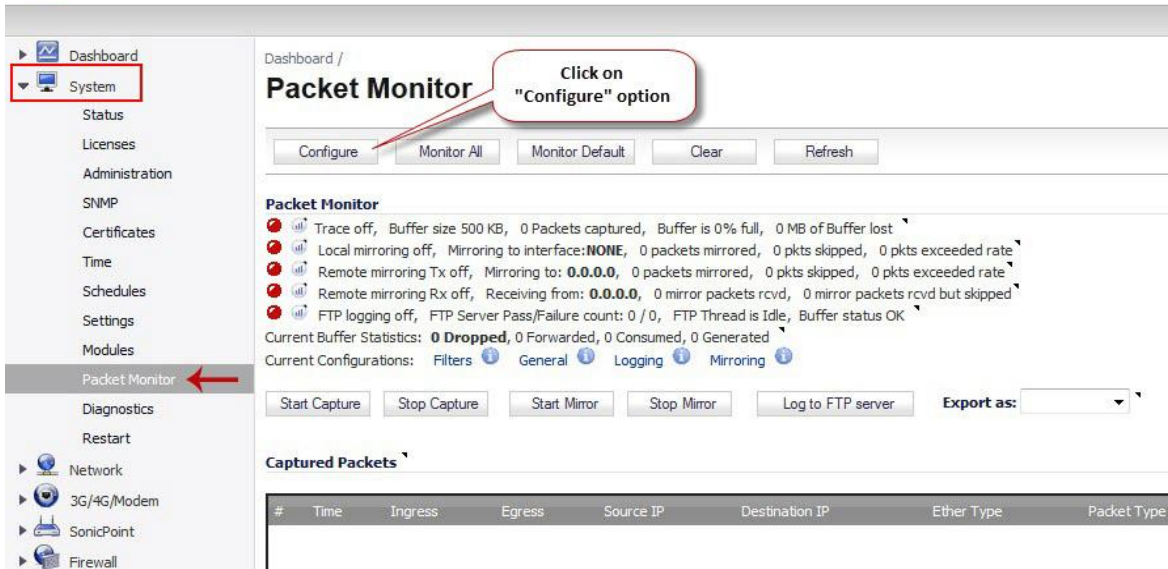 Dashboard
System
Status
Licenses
Administration
SNMP
Certificates
Time
Schedules
Settings
Modules
Packet Monitor
Diagnostics
Restart
Network
3G/4G/Modem
SonicPoint
Firewall
Dashboard /
Packet Monitor
Click on
"Configure" option
Configure Monitor All Monitor Default Clear Refresh
Packet Monitor
Trace off, Buffer size 500 KB, 0 Packets captured, Buffer is 0% full, 0 MB of Buffer lost
Local mirroring off, Mirroring to interface:NONE, 0 packets mirrored, 0 pkts skipped, 0 pkts exceeded rate
Remote mirroring Tx off, Mirroring to: 0.0.0.0, 0 packets mirrored, 0 pkts skipped, 0 pkts exceeded rate
Remote mirroring Rx off, Receiving from: 0.0.0.0, 0 mirror packets rcvd, 0 mirror packets rcvd but skipped
FTP logging off, FTP Server Pass/Failure count: 0 / 0, FTP Thread is Idle, Buffer status OK
Current Buffer Statistics: 0 Dropped, 0 Forwarded, 0 Consumed, 0 Generated
Current Configurations: Filters General Logging Mirroring
Start Capture Stop Capture Start Mirror Stop Mirror Log to FTP server Export as:
Captured Packets
# Time Ingress Egress Source IP Destination IP Ether Type Packet Type